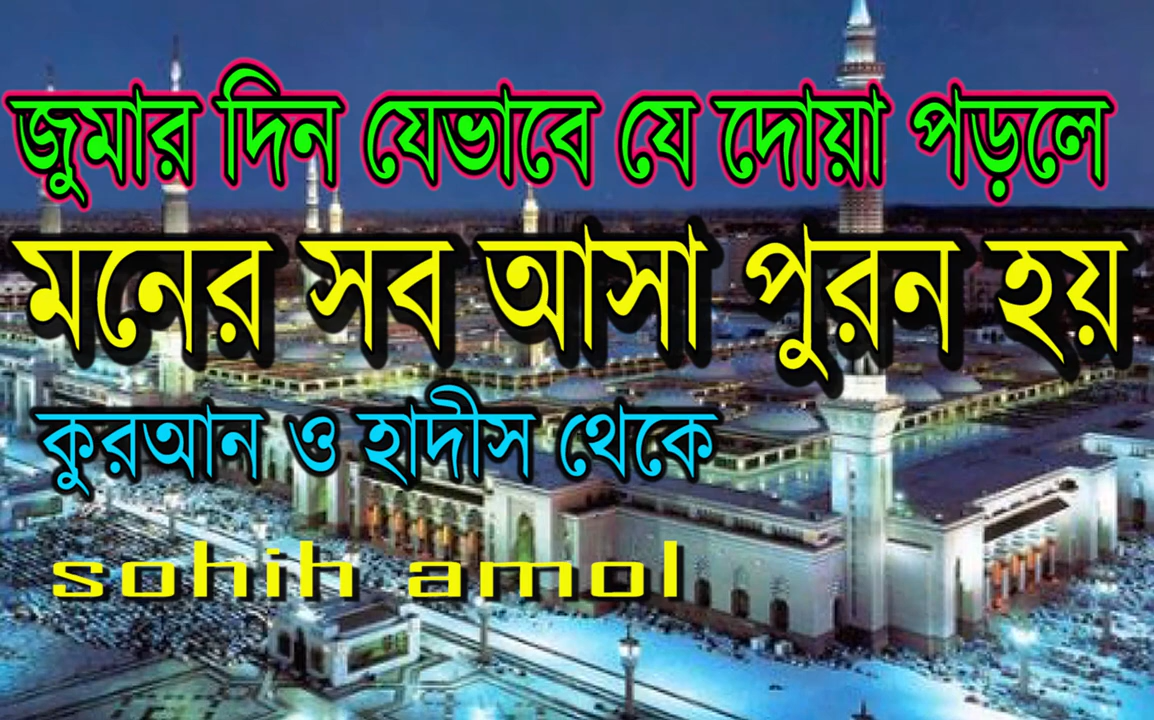 জুমার দিন যেভাবে যে দোয়া পড়লে
মনের সব আসা পুরন হয়
কুরআন ও হাদীস থেকে
sohih amol